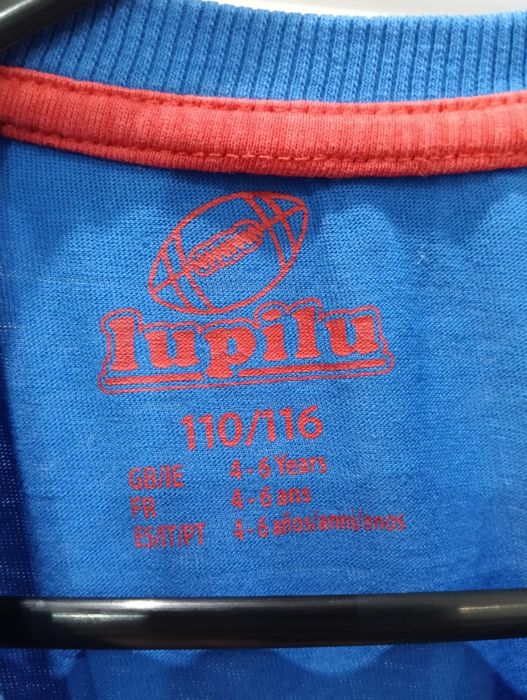 lupilu
110/116
GB/IE 4-6 Years
FR 4-6 ans
ES/IT/PT 4-6 años/anni/anos